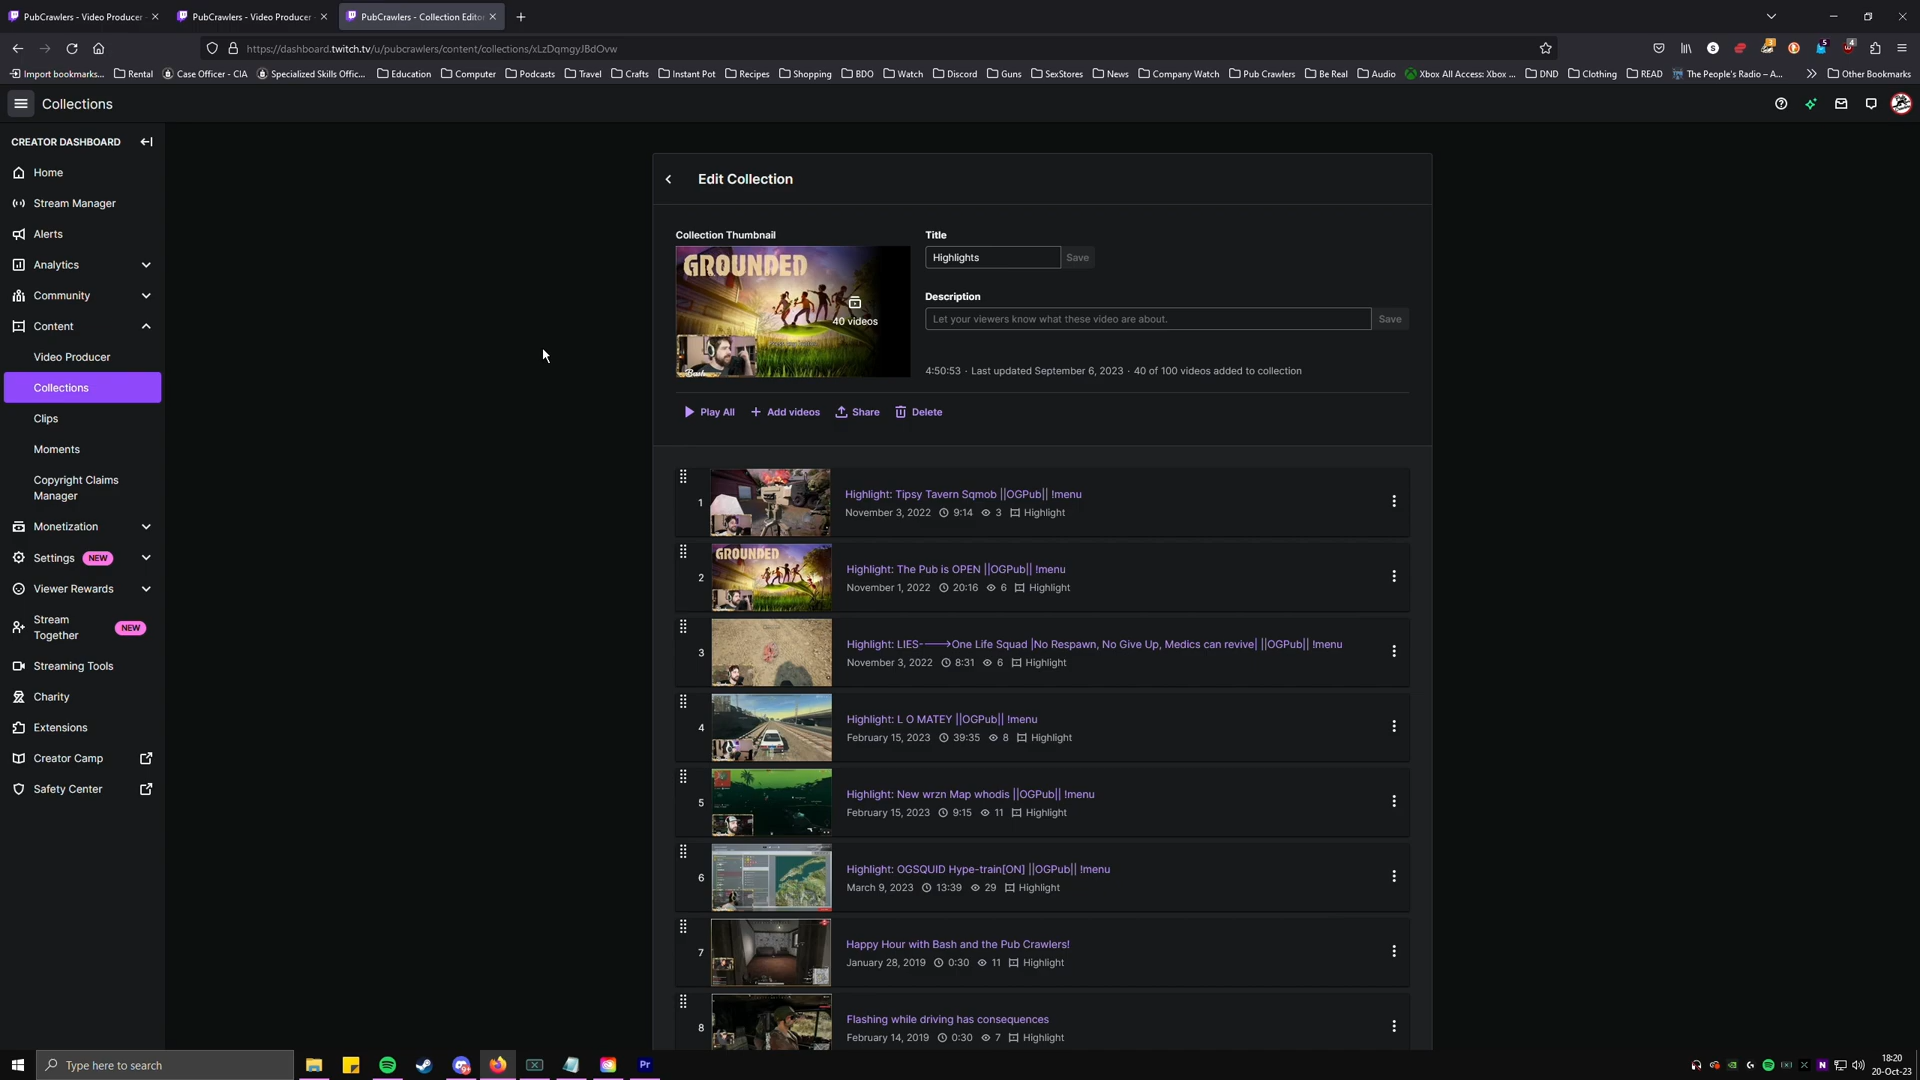 PubCrawlers - Video Producer
PubCrawlers - Video Producer
PubCrawlers - Collection Editor
https://dashboard.twitch.tv/u/pubcrawlers/content/collections/xLzDqmgyJBdOvw
Import bookmarks... Rental Case Officer - CIA Specialized Skills Offic... Education Computer Podcasts Travel Crafts Instant Pot Recipes Shopping BDO Watch Discord Guns SexStores News Company Watch Pub Crawlers Be Real Audio Xbox All Access: Xbox ... DND Clothing READ The People's Radio – A... Other Bookmarks
Collections
CREATOR DASHBOARD
Home
Stream Manager
Alerts
Analytics
Community
Content
Video Producer
Collections
Clips
Moments
Copyright Claims
Manager
Monetization
Settings NEW
Viewer Rewards
Stream
Together NEW
Streaming Tools
Charity
Extensions
Creator Camp
Safety Center
Edit Collection
Collection Thumbnail
GROUNDED
40 videos
Bash
Title
Highlights Save
Description
Let your viewers know what these video are about. Save
4:50:53 · Last updated September 6, 2023 · 40 of 100 videos added to collection
Play All Add videos Share Delete
1
Highlight: Tipsy Tavern Sqmob ||OGPub|| !menu
November 3, 2022 9:14 3 Highlight
2
GROUNDED
Highlight: The Pub is OPEN ||OGPub|| !menu
November 1, 2022 20:16 6 Highlight
3
Highlight: LIES---->One Life Squad |No Respawn, No Give Up, Medics can revive| ||OGPub|| !menu
November 3, 2022 8:31 6 Highlight
4
Highlight: L O MATEY ||OGPub|| !menu
February 15, 2023 39:35 8 Highlight
5
Highlight: New wrzn Map whodis ||OGPub|| !menu
February 15, 2023 9:15 11 Highlight
6
Highlight: OGSQUID Hype-train[ON] ||OGPub|| !menu
March 9, 2023 13:39 29 Highlight
7
Happy Hour with Bash and the Pub Crawlers!
January 28, 2019 0:30 11 Highlight
8
Flashing while driving has consequences
February 14, 2019 0:30 7 Highlight
Type here to search
Pr
18:20
20-Oct-23